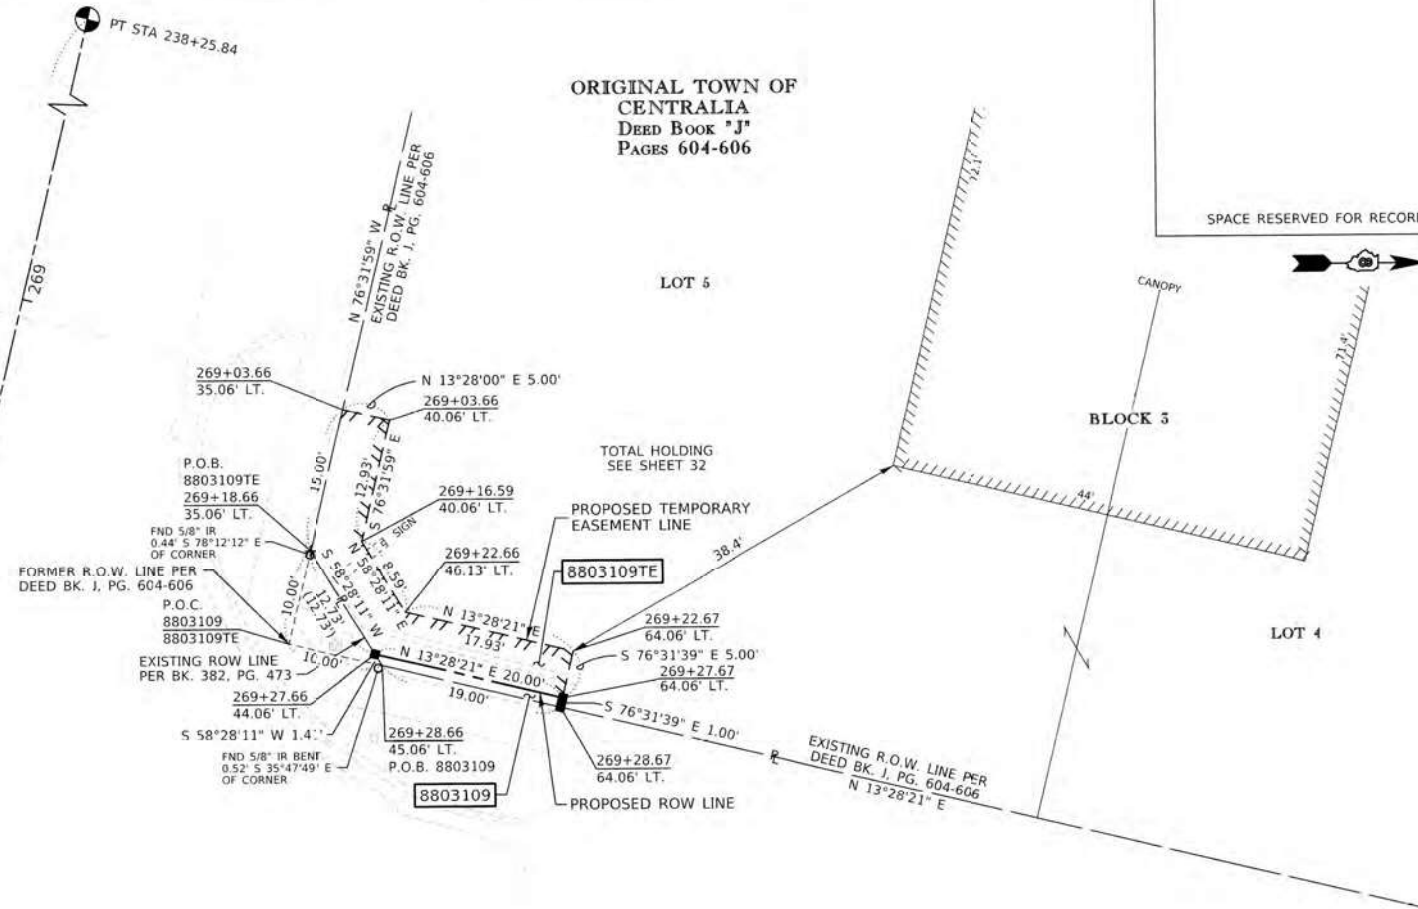 PT STA 238+25.84
ORIGINAL TOWN OF
CENTRALIA
DEED BOOK "J"
PAGES 604-606
N 76°31'59" W
EXISTING R.O.W. LINE PER
DEED BK. J, PG. 604-606
72.1'
SPACE RESERVED FOR RECOR
269
LOT 5
CANOPY
71.4'
269+03.66
35.06' LT.
N 13°28'00" E 5.00'
269+03.66
40.06' LT.
BLOCK 3
P.O.B.
8803109TE
269+18.66
35.06' LT.
15.00'
12.93'
S 76°31'59" E
TOTAL HOLDING
SEE SHEET 32
269+16.59
40.06' LT.
PROPOSED TEMPORARY
EASEMENT LINE
44'
SIGN
FND 5/8" IR
0.44' S 78°12'12" E
OF CORNER
269+22.66
46.13' LT.
38.4'
8803109TE
FORMER R.O.W. LINE PER
DEED BK. J, PG. 604-606
10.00'
12.73'
(12.73')
S 58°28'11" W
N 58°28'11" E
8.59'
P.O.C.
8803109
8803109TE
N 13°28'21" E
17.93'
269+22.67
64.06' LT.
LOT 4
10.00'
N 13°28'21" E 20.00'
S 76°31'39" E 5.00'
EXISTING ROW LINE
PER BK. 382, PG. 473
269+27.67
64.06' LT.
19.00'
269+27.66
44.06' LT.
S 76°31'39" E 1.00'
S 58°28'11" W
269+28.66
45.06' LT.
P.O.B. 8803109
FND 5/8" IR BENT
0.52' S 35°47'49' E
OF CORNER
269+28.67
64.06' LT.
EXISTING R.O.W. LINE PER
DEED BK. J, PG. 604-606
N 13°28'21" E
8803109
PROPOSED ROW LINE